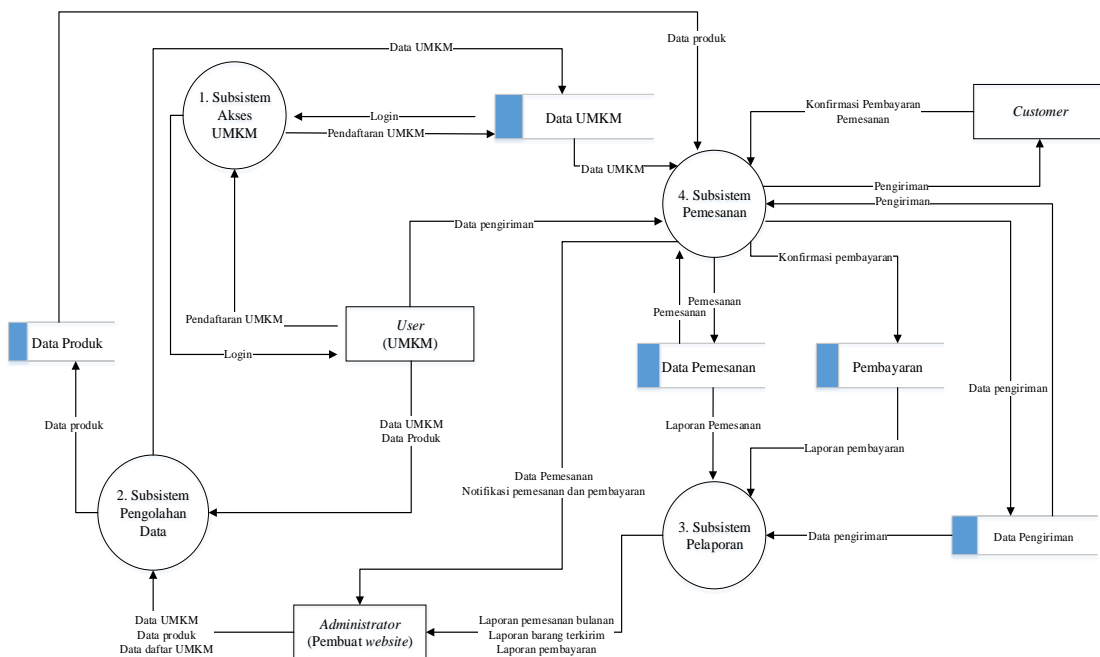 Data produk
Data UMKM
1. Subsistem
Akses
UMKM
Login
Pendaftaran UMKM
Data UMKM
Konfirmasi Pembayaran
Pemesanan
Customer
Data UMKM
4. Subsistem
Pemesanan
Pengiriman
Pengiriman
Data pengiriman
Konfirmasi pembayaran
Pemesanan
Pemesanan
Pendaftaran UMKM
User
(UMKM)
Data Produk
Login
Data Pemesanan
Pembayaran
Data pengiriman
Data produk
Data UMKM
Data Produk
Laporan Pemesanan
Laporan pembayaran
Data Pemesanan
Notifikasi pemesanan dan pembayaran
2. Subsistem
Pengolahan
Data
3. Subsistem
Pelaporan
Data pengiriman
Data Pengiriman
Data UMKM
Data produk
Data daftar UMKM
Administrator
(Pembuat website)
Laporan pemesanan bulanan
Laporan barang terkirim
Laporan pembayaran